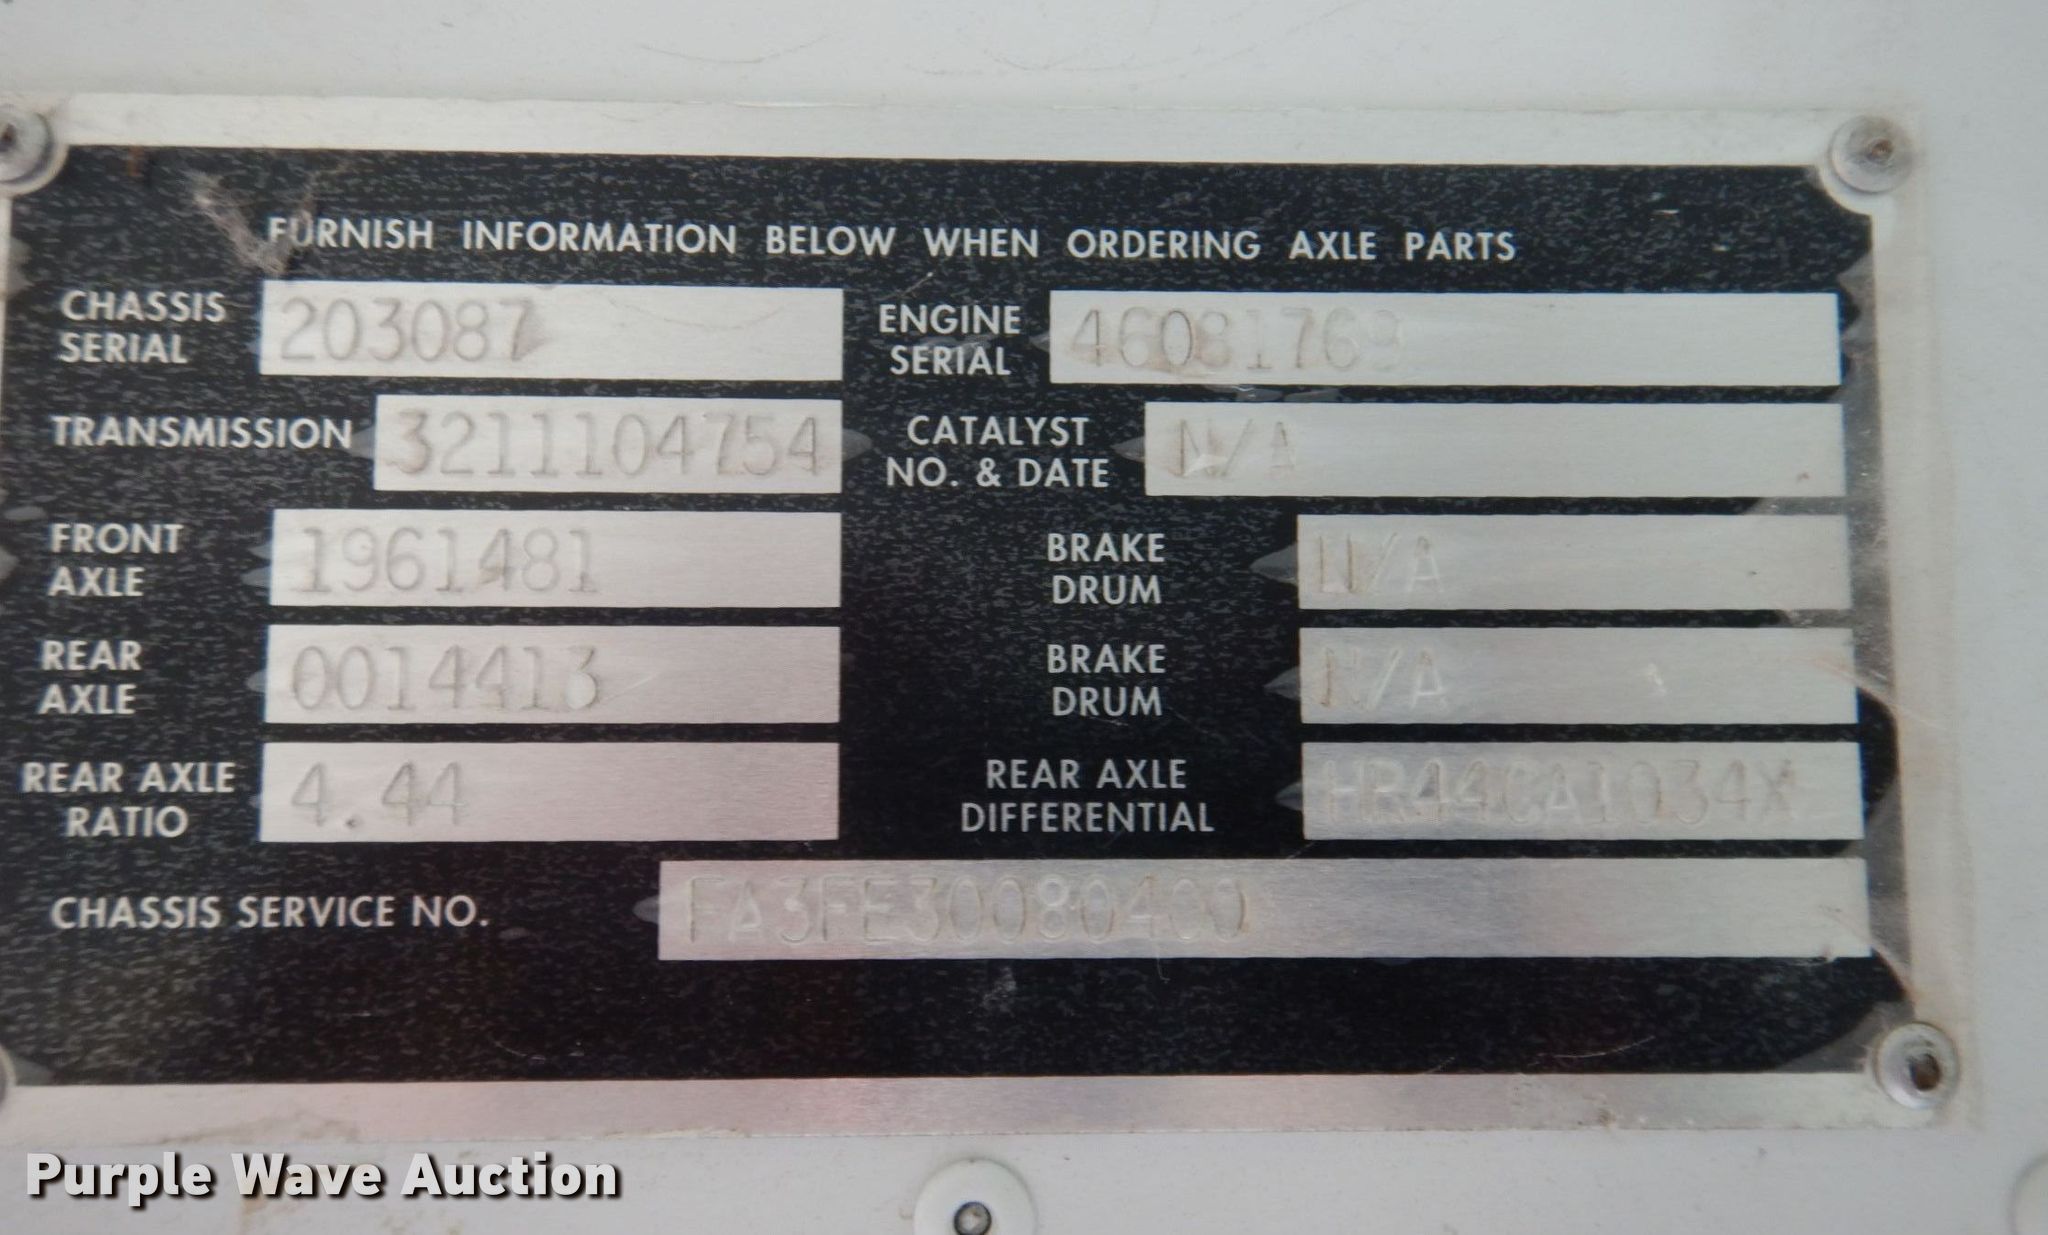 FURNISH INFORMATION BELOW WHEN ORDERING AXLE PARTS
CHASSIS SERIAL 203087
ENGINE SERIAL 46081769
TRANSMISSION 3211104754
CATALYST NO. & DATE N/A
FRONT AXLE 1961481
BRAKE DRUM N/A
REAR AXLE 0014413
BRAKE DRUM N/A
REAR AXLE RATIO 4.44
REAR AXLE DIFFERENTIAL HR44CA1034X
CHASSIS SERVICE NO. FA3FE30080400
Purple Wave Auction